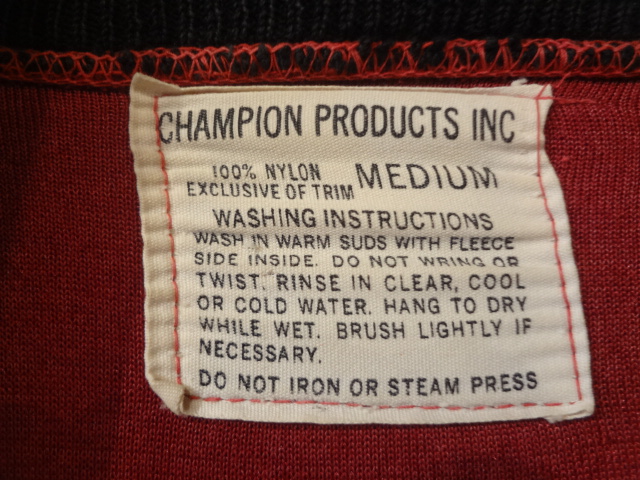 CHAMPION PRODUCTS INC
100% NYLON
EXCLUSIVE OF TRIM MEDIUM
WASHING INSTRUCTIONS
WASH IN WARM SUDS WITH FLEECE
SIDE INSIDE. DO NOT WRING OR
TWIST. RINSE IN CLEAR, COOL
OR COLD WATER. HANG TO DRY
WHILE WET. BRUSH LIGHTLY IF
NECESSARY.
DO NOT IRON OR STEAM PRESS